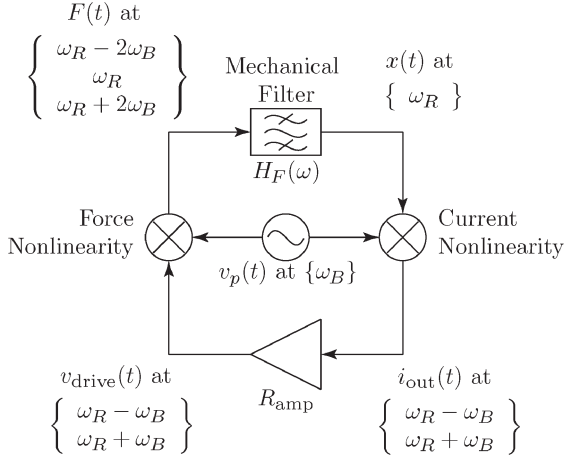 F(t) at
{ ω_R − 2ω_B
ω_R
ω_R + 2ω_B }
Mechanical
Filter
H_F(ω)
x(t) at
{ ω_R }
Force
Nonlinearity
v_p(t) at {ω_B}
Current
Nonlinearity
v_drive(t) at
{ ω_R − ω_B
ω_R + ω_B }
R_amp
i_out(t) at
{ ω_R − ω_B
ω_R + ω_B }